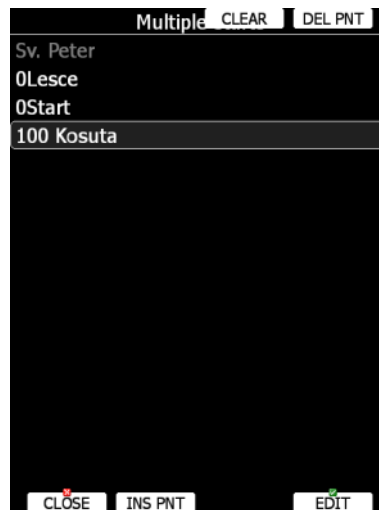 Multiple
CLEAR
DEL PNT
Sv. Peter
0Lesce
0Start
100 Kosuta
CLOSE
INS PNT
EDIT